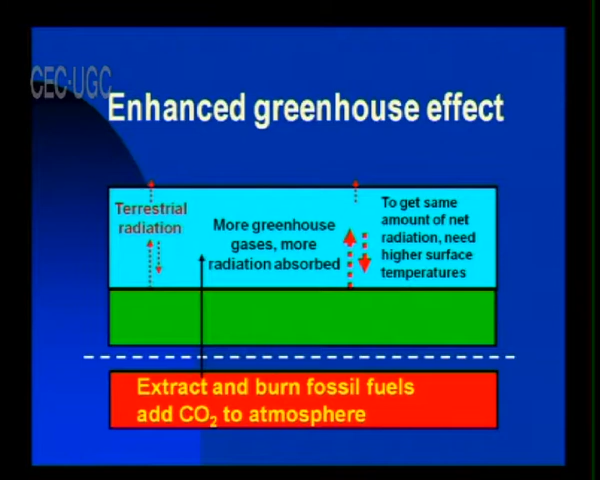 CEC-UGC
Enhanced greenhouse effect
Terrestrial
radiation
More greenhouse
gases, more
radiation absorbed
To get same
amount of net
radiation, need
higher surface
temperatures
Extract and burn fossil fuels
add CO₂ to atmosphere